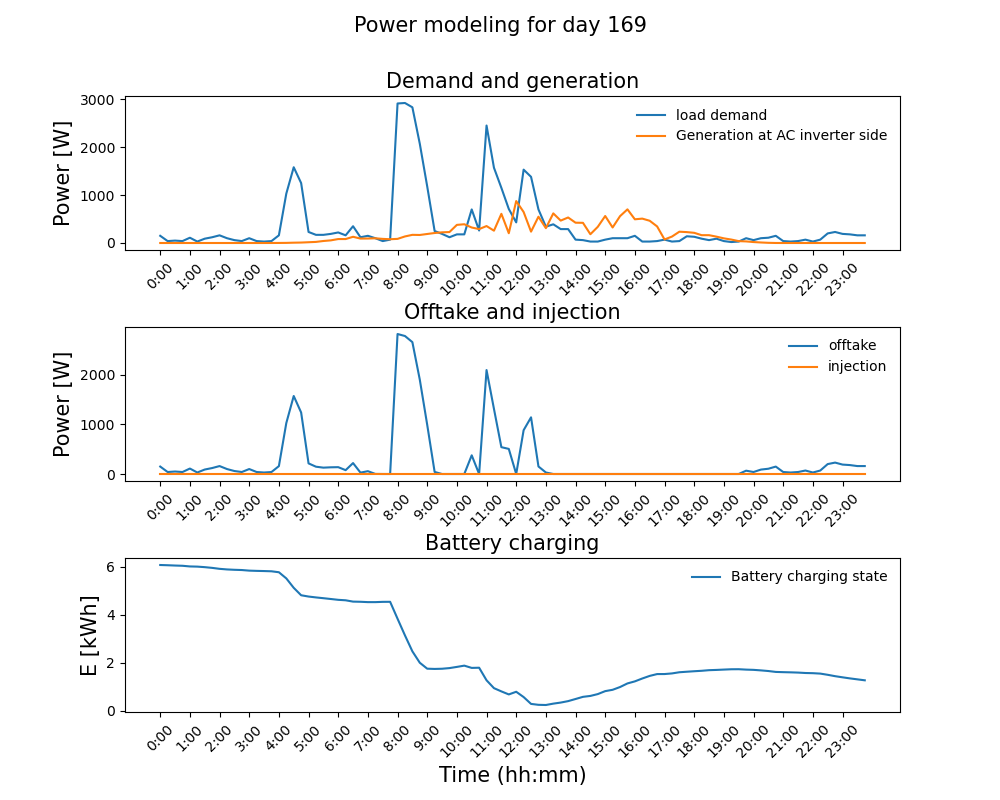 Power modeling for day 169
Demand and generation
Power [W]
3000
2000
1000
0
load demand
Generation at AC inverter side
0:00 1:00 2:00 3:00 4:00 5:00 6:00 7:00 8:00 9:00 10:00 11:00 12:00 13:00 14:00 15:00 16:00 17:00 18:00 19:00 20:00 21:00 22:00 23:00
Offtake and injection
Power [W]
2000
1000
0
offtake
injection
0:00 1:00 2:00 3:00 4:00 5:00 6:00 7:00 8:00 9:00 10:00 11:00 12:00 13:00 14:00 15:00 16:00 17:00 18:00 19:00 20:00 21:00 22:00 23:00
Battery charging
E [kWh]
6
4
2
0
Battery charging state
0:00 1:00 2:00 3:00 4:00 5:00 6:00 7:00 8:00 9:00 10:00 11:00 12:00 13:00 14:00 15:00 16:00 17:00 18:00 19:00 20:00 21:00 22:00 23:00
Time (hh:mm)